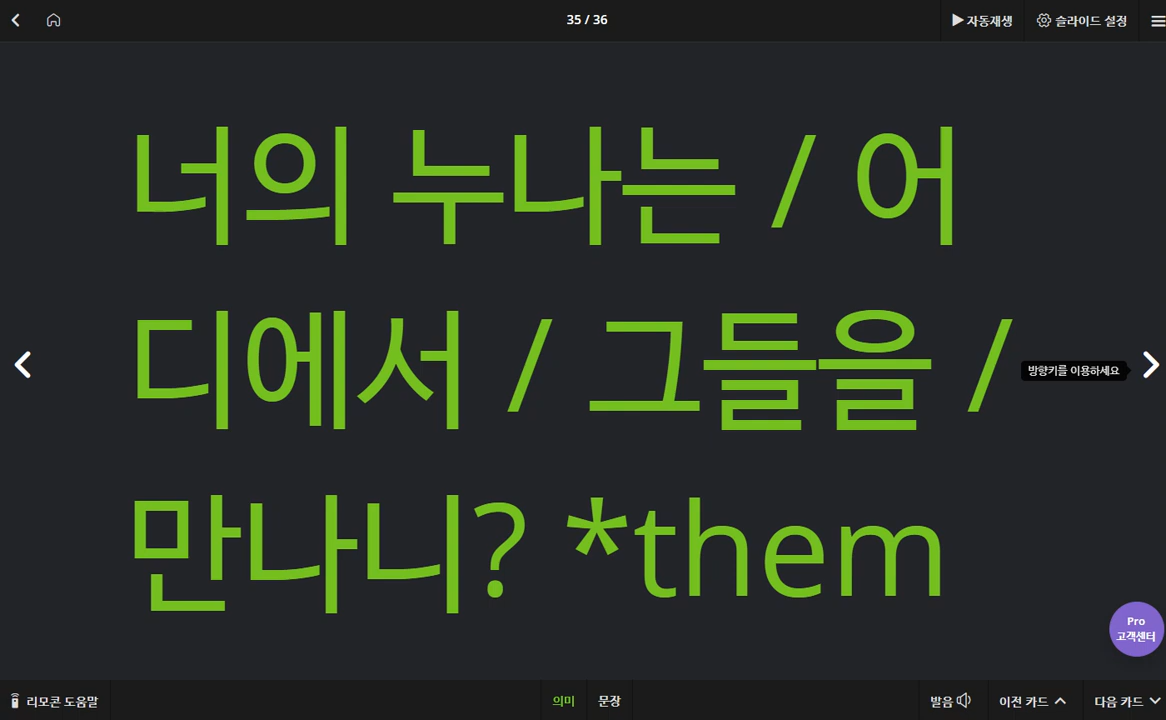 35 / 36
자동재생
슬라이드 설정
너의 누나는 / 어
디에서 / 그들을 /
방향키를 이용하세요
만나니? *them
Pro
고객센터
리모콘 도움말
의미
문장
발음
이전 카드
다음 카드